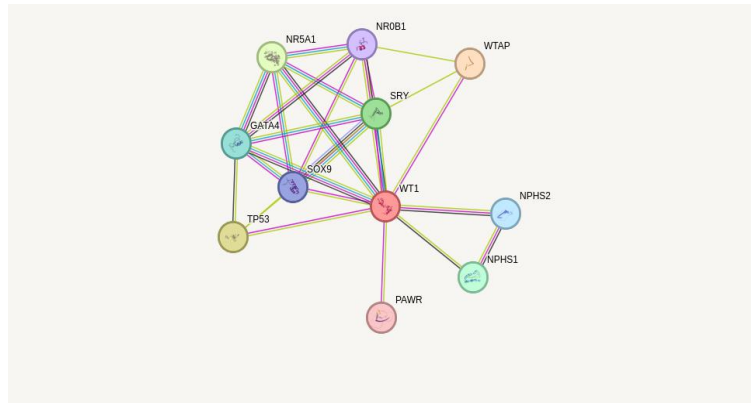 NR0B1
NR5A1
WTAP
SRY
GATA4
SOX9
WT1
NPHS2
TP53
NPHS1
PAWR